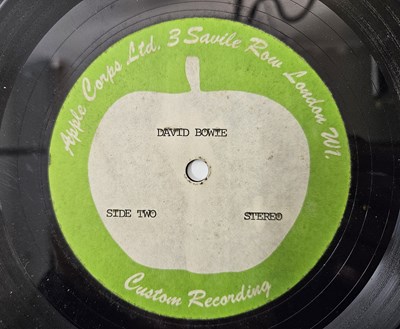 Apple Corps Ltd. 3 Savile Row London W1.
DAVID BOWIE
SIDE TWO
STEREO
Custom Recording